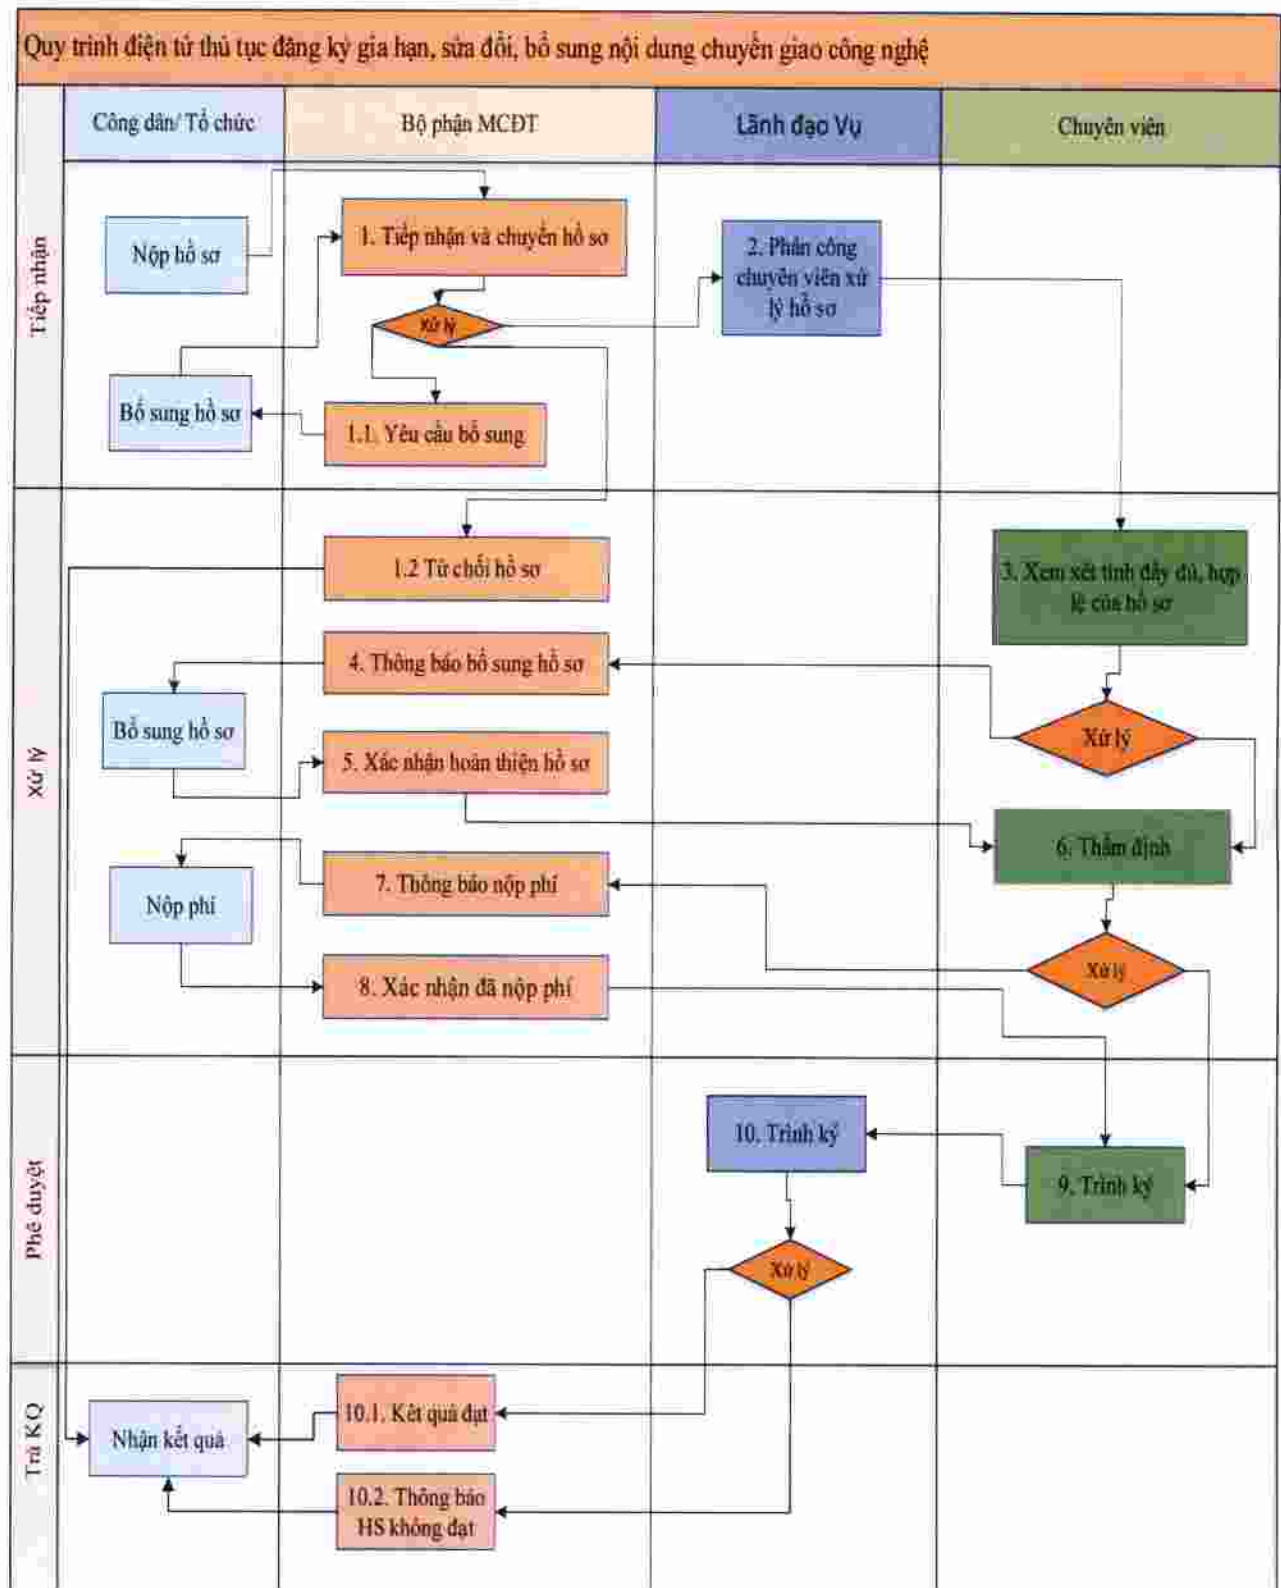 Quy trình điện tử thủ tục đăng ký gia hạn, sửa đổi, bổ sung nội dung chuyển giao công nghệ
Công dân/ Tổ chức
Bộ phận MCĐT
Lãnh đạo Vụ
Chuyên viên
Tiếp nhận
Nộp hồ sơ
1. Tiếp nhận và chuyển hồ sơ
2. Phân công
chuyên viên xử
lý hồ sơ
Xử lý
Bổ sung hồ sơ
1.1. Yêu cầu bổ sung
Xử lý
1.2 Từ chối hồ sơ
3. Xem xét tính đầy đủ, hợp
lệ của hồ sơ
4. Thông báo bổ sung hồ sơ
Bổ sung hồ sơ
Xử lý
5. Xác nhận hoàn thiện hồ sơ
6. Thẩm định
7. Thông báo nộp phí
Nộp phí
Xử lý
8. Xác nhận đã nộp phí
Phê duyệt
10. Trình ký
9. Trình ký
Xử lý
Trả KQ
10.1. Kết quả đạt
Nhận kết quả
10.2. Thông báo
HS không đạt